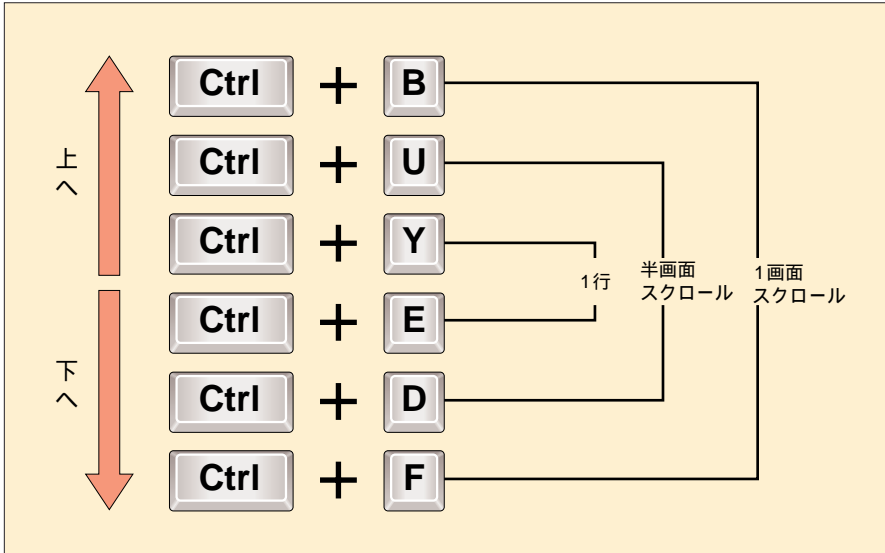 上へ
下へ
Ctrl + B
Ctrl + U
Ctrl + Y
Ctrl + E
Ctrl + D
Ctrl + F
1行
半画面
スクロール
1画面
スクロール